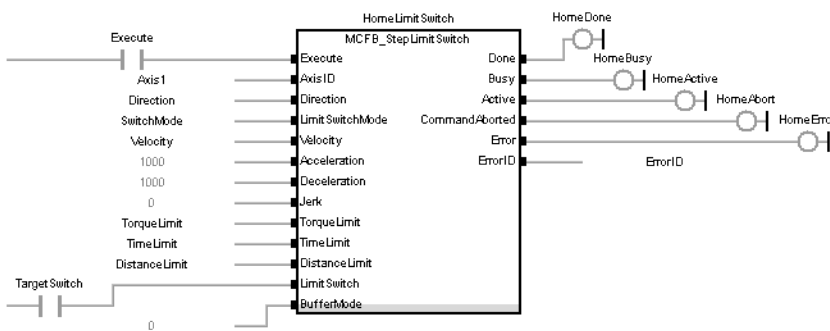 HomeLimitSwitch
MCFB_StepLimitSwitch
Execute
Execute
Done
HomeDone
Axis1
AxisID
Busy
HomeBusy
Direction
Direction
Active
HomeActive
SwitchMode
LimitSwitchMode
CommandAborted
HomeAbort
Velocity
Velocity
Error
HomeErro
1000
Acceleration
ErrorID
ErrorID
1000
Deceleration
0
Jerk
TorqueLimit
TorqueLimit
TimeLimit
TimeLimit
DistanceLimit
DistanceLimit
TargetSwitch
LimitSwitch
0
BufferMode